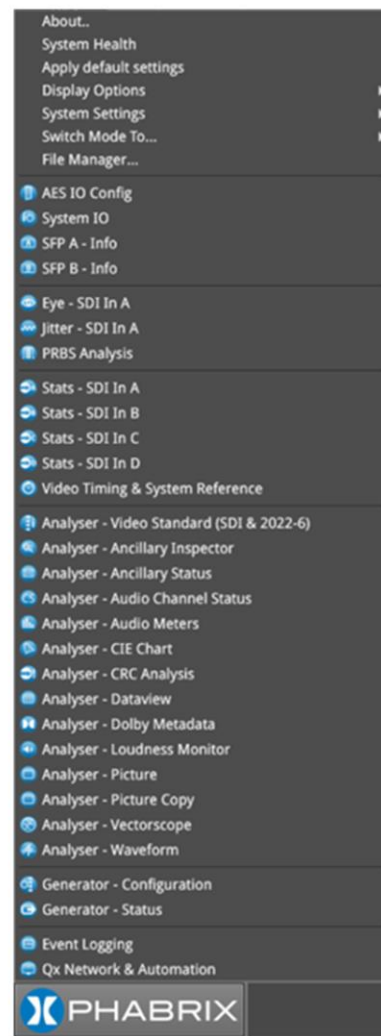 About..
System Health
Apply default settings
Display Options
System Settings
Switch Mode To...
File Manager...
AES IO Config
System IO
SFP A - Info
SFP B - Info
Eye - SDI In A
Jitter - SDI In A
PRBS Analysis
Stats - SDI In A
Stats - SDI In B
Stats - SDI In C
Stats - SDI In D
Video Timing & System Reference
Analyser - Video Standard (SDI & 2022-6)
Analyser - Ancillary Inspector
Analyser - Ancillary Status
Analyser - Audio Channel Status
Analyser - Audio Meters
Analyser - CIE Chart
Analyser - CRC Analysis
Analyser - Dataview
Analyser - Dolby Metadata
Analyser - Loudness Monitor
Analyser - Picture
Analyser - Picture Copy
Analyser - Vectorscope
Analyser - Waveform
Generator - Configuration
Generator - Status
Event Logging
Qx Network & Automation
PHABRIX